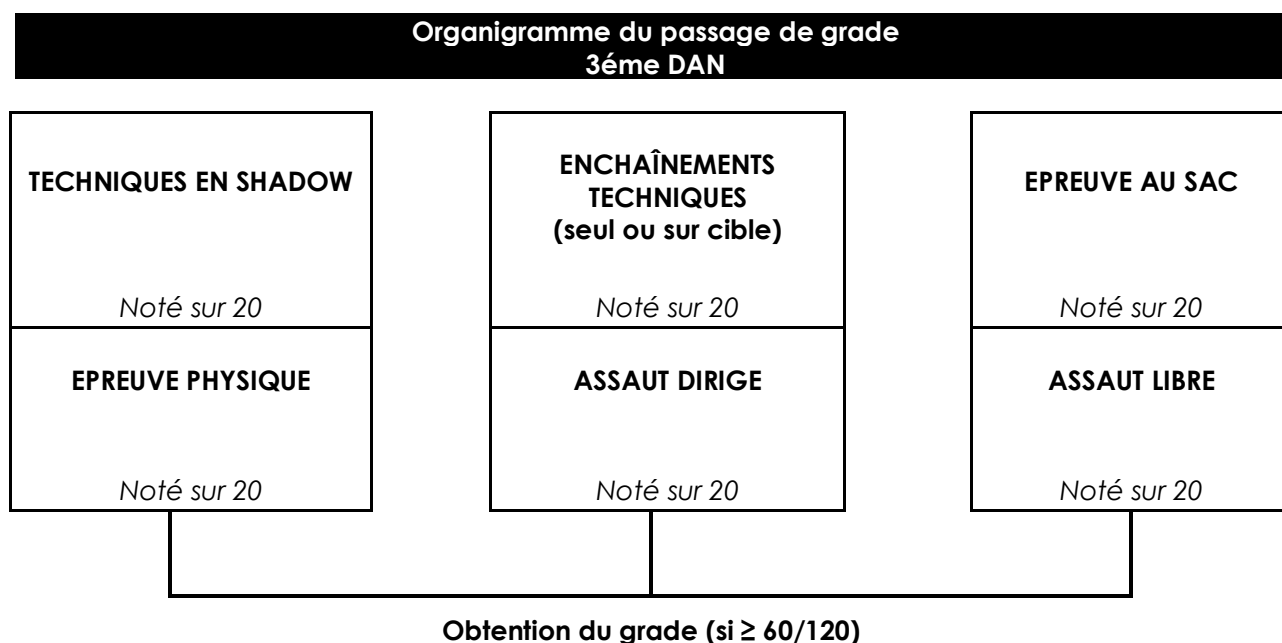 Organigramme du passage de grade
3éme DAN
TECHNIQUES EN SHADOW
Noté sur 20
ENCHAÎNEMENTS
TECHNIQUES
(seul ou sur cible)
Noté sur 20
EPREUVE AU SAC
Noté sur 20
EPREUVE PHYSIQUE
Noté sur 20
ASSAUT DIRIGE
Noté sur 20
ASSAUT LIBRE
Noté sur 20
Obtention du grade (si ≥ 60/120)